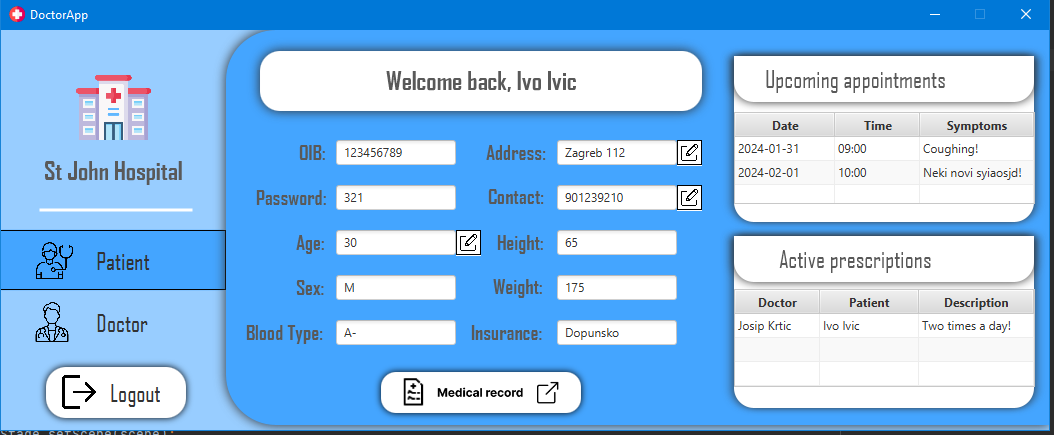 DoctorApp
St John Hospital
Patient
Doctor
Logout
Welcome back, Ivo Ivic
OIB: 123456789 Address: Zagreb 112
Password: 321 Contact: 901239210
Age: 30 Height: 65
Sex: M Weight: 175
Blood Type: A- Insurance: Dopunsko
Medical record
Upcoming appointments
Date Time Symptoms
2024-01-31 09:00 Coughing!
2024-02-01 10:00 Neki novi syiaosjd!
Active prescriptions
Doctor Patient Description
Josip Krtic Ivo Ivic Two times a day!